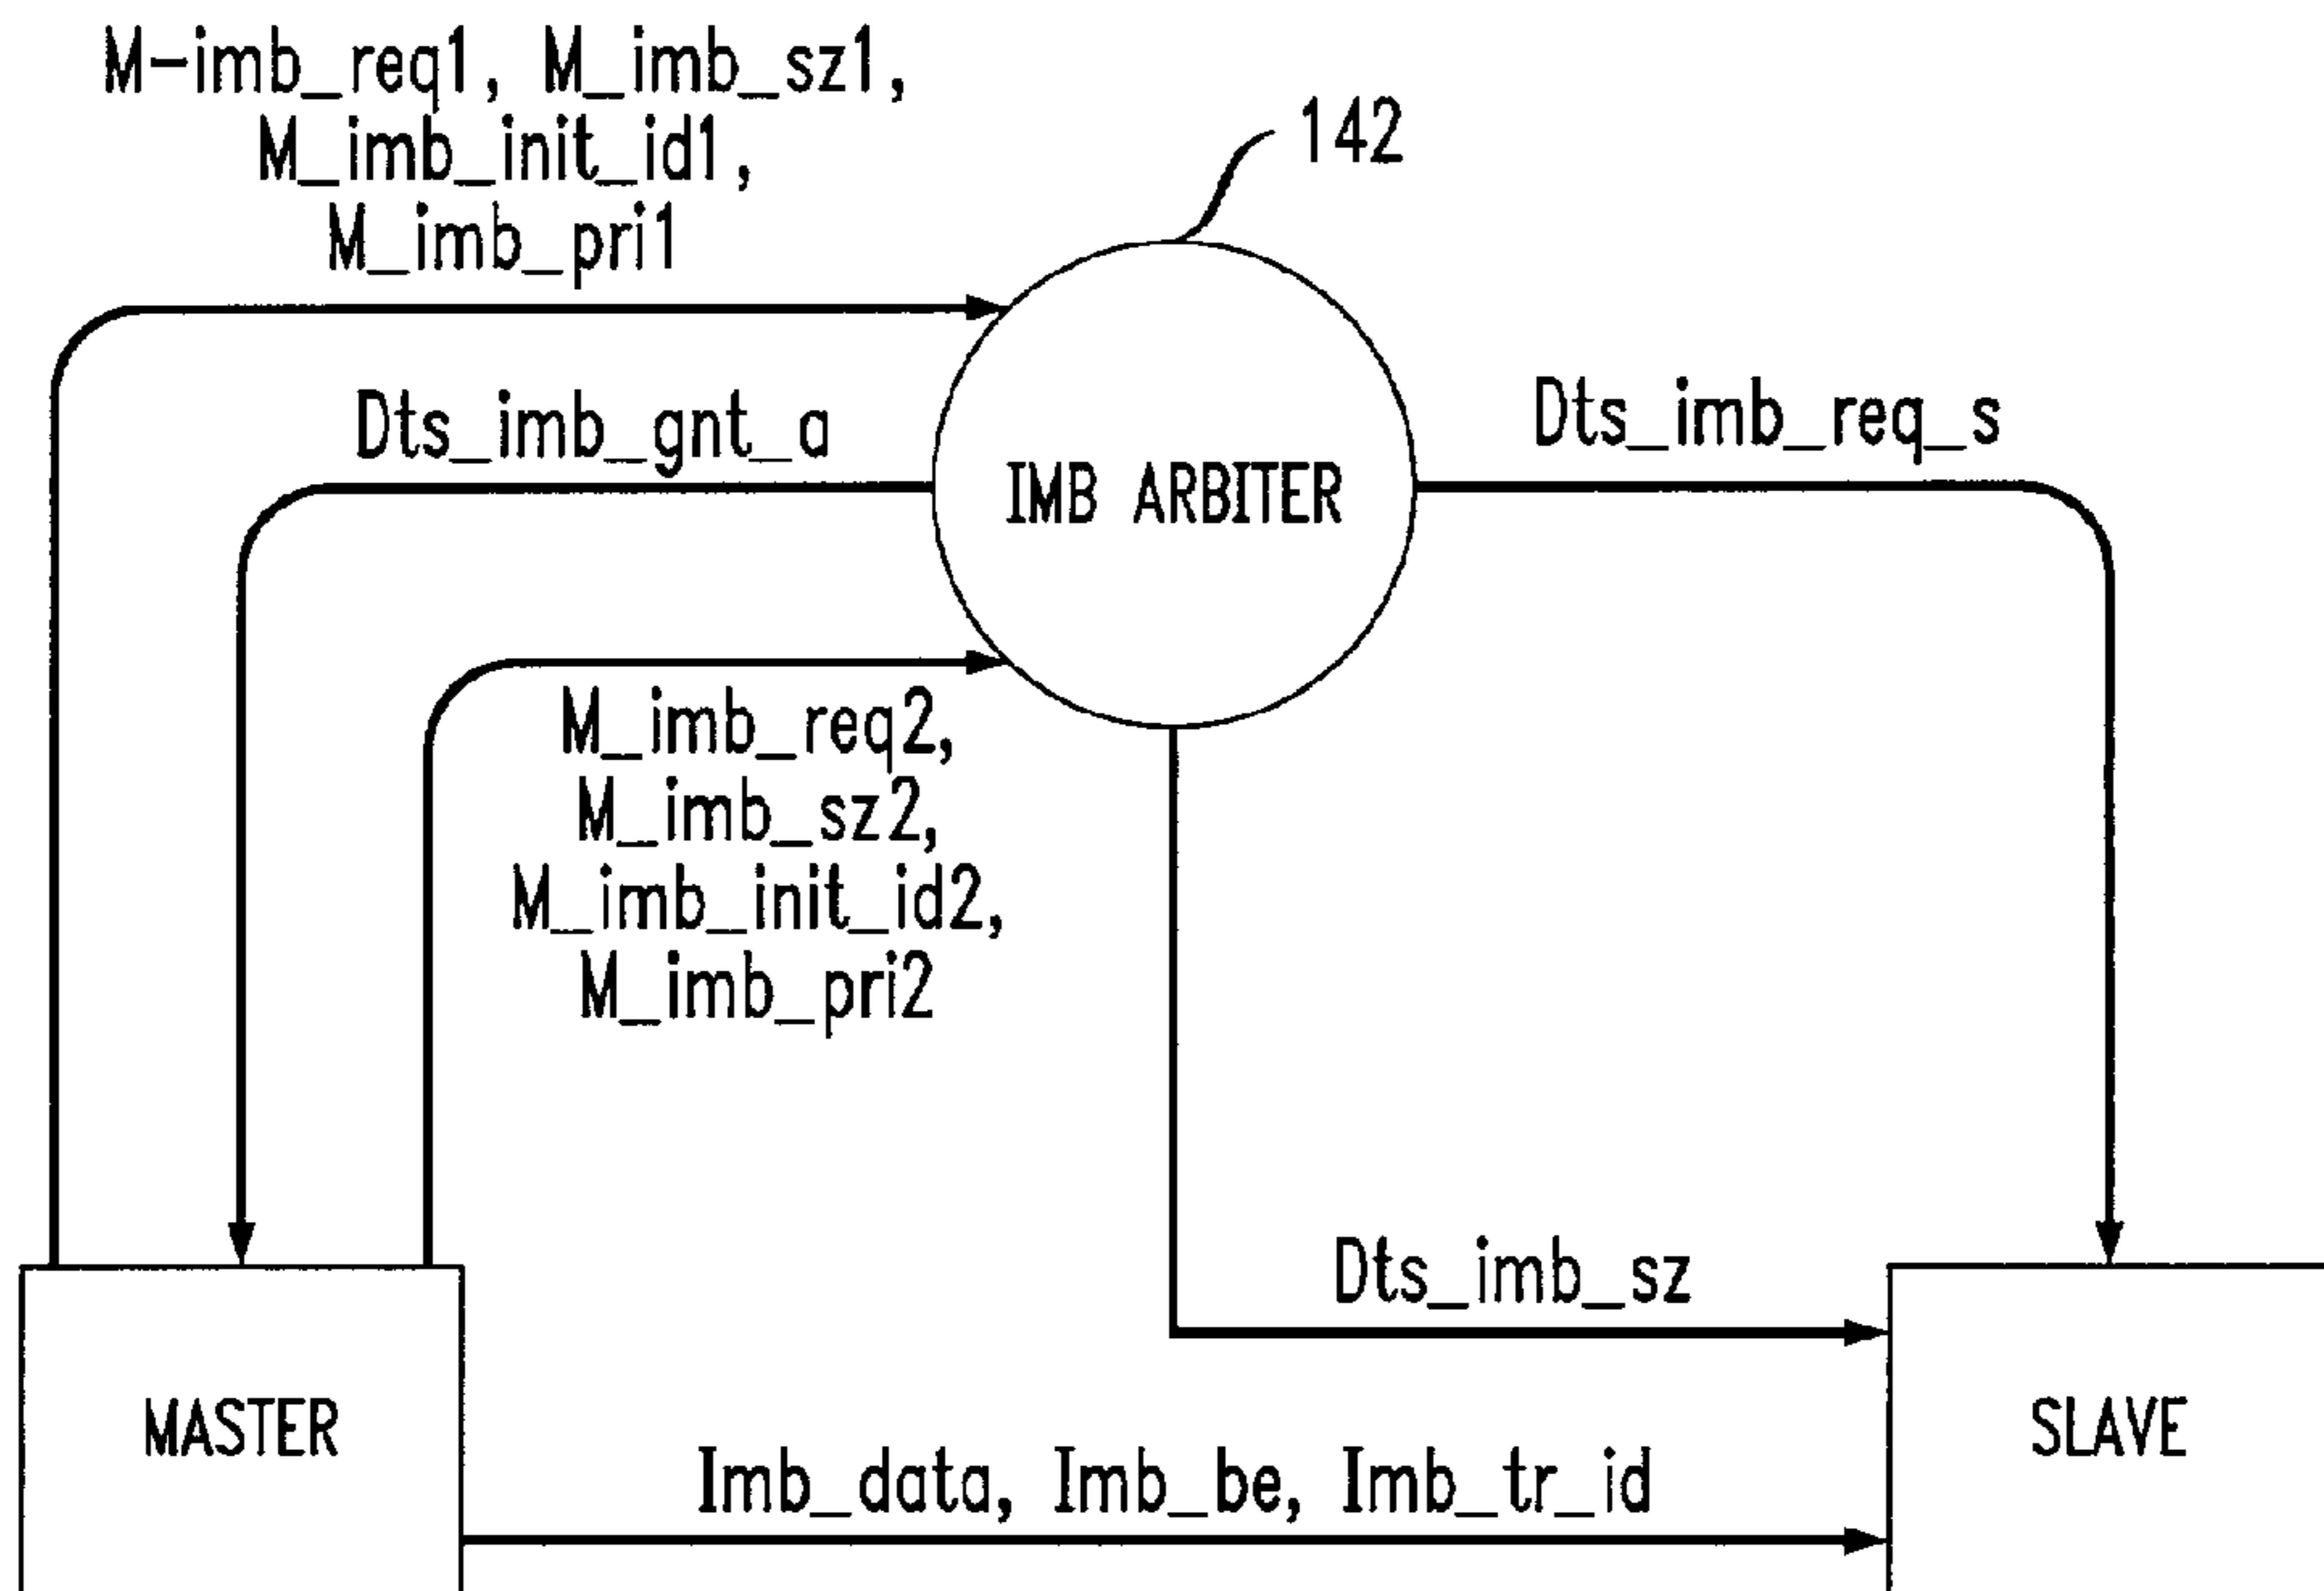 M-imb_req1, M_imb_sz1,
M_imb_init_id1,
M_imb_pri1
142
Dts_imb_gnt_a
Dts_imb_req_s
IMB ARBITER
M_imb_req2,
M_imb_sz2,
M_imb_init_id2,
M_imb_pri2
Dts_imb_sz
MASTER
SLAVE
Imb_data, Imb_be, Imb_tr_id